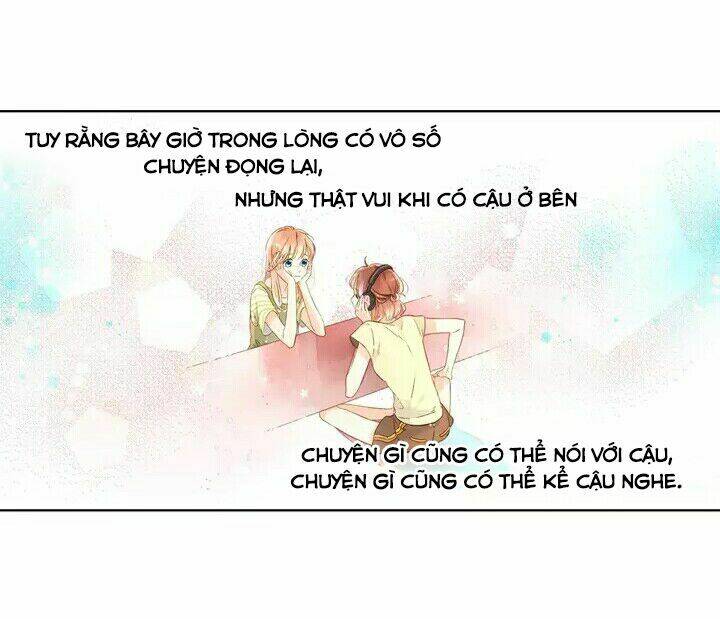 TUY RẰNG BÂY GIỜ TRONG LÒNG CÓ VÔ SỐ
CHUYỆN ĐỌNG LẠI,
NHƯNG THẬT VUI KHI CÓ CẬU Ở BÊN
CHUYỆN GÌ CŨNG CÓ THỂ NÓI VỚI CẬU,
CHUYỆN GÌ CŨNG CÓ THỂ KỂ CẬU NGHE.